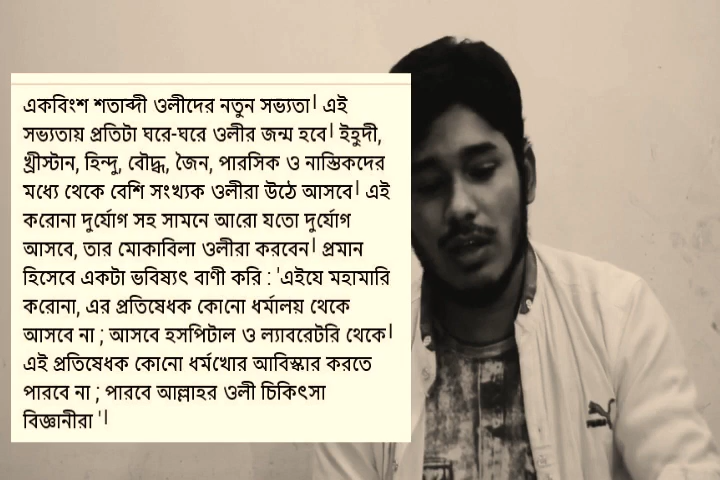 একবিংশ শতাব্দী ওলীদের নতুন সভ্যতা। এই
সভ্যতায় প্রতিটা ঘরে-ঘরে ওলীর জন্ম হবে। ইহুদী,
খ্রীস্টান, হিন্দু, বৌদ্ধ, জৈন, পারসিক ও নাস্তিকদের
মধ্যে থেকে বেশি সংখ্যক ওলীরা উঠে আসবে। এই
করোনা দুর্যোগ সহ সামনে আরো যতো দুর্যোগ
আসবে, তার মোকাবিলা ওলীরা করবেন। প্রমান
হিসেবে একটা ভবিষ্যৎ বাণী করি : 'এইযে মহামারি
করোনা, এর প্রতিষেধক কোনো ধর্মালয় থেকে
আসবে না ; আসবে হসপিটাল ও ল্যাবরেটরি থেকে।
এই প্রতিষেধক কোনো ধর্মখোর আবিস্কার করতে
পারবে না ; পারবে আল্লাহর ওলী চিকিৎসা
বিজ্ঞানীরা '।
PUMA